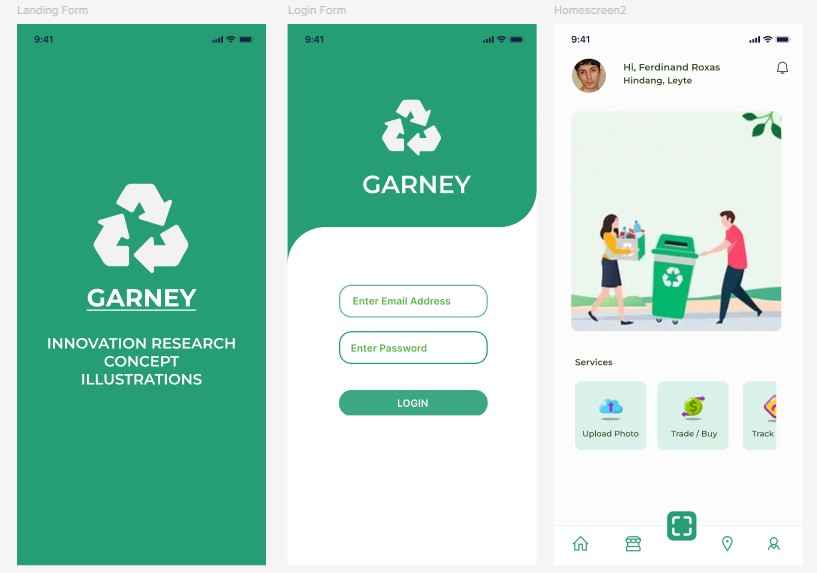 Landing Form
9:41
GARNEY
INNOVATION RESEARCH
CONCEPT
ILLUSTRATIONS
Login Form
9:41
GARNEY
Enter Email Address
Enter Password
LOGIN
Homescreen2
9:41
Hi, Ferdinand Roxas
Hindang, Leyte
Services
Upload Photo
Trade / Buy
Track